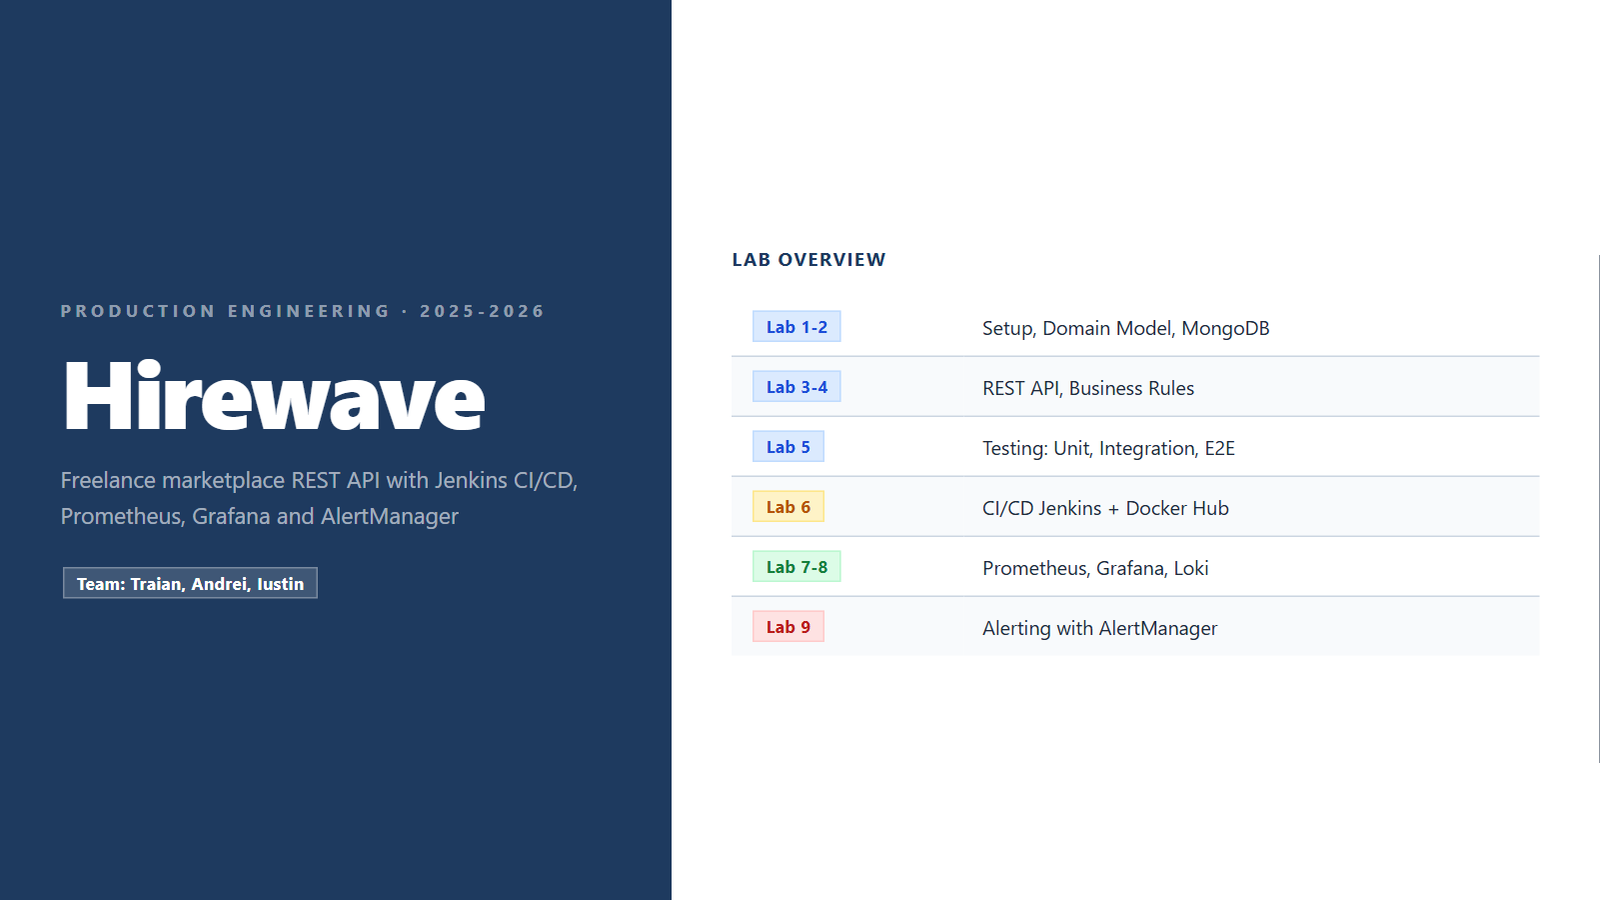 PRODUCTION ENGINEERING · 2025-2026
Hirewave
Freelance marketplace REST API with Jenkins CI/CD,
Prometheus, Grafana and AlertManager
Team: Traian, Andrei, Iustin
LAB OVERVIEW
Lab 1-2 Setup, Domain Model, MongoDB
Lab 3-4 REST API, Business Rules
Lab 5 Testing: Unit, Integration, E2E
Lab 6 CI/CD Jenkins + Docker Hub
Lab 7-8 Prometheus, Grafana, Loki
Lab 9 Alerting with AlertManager